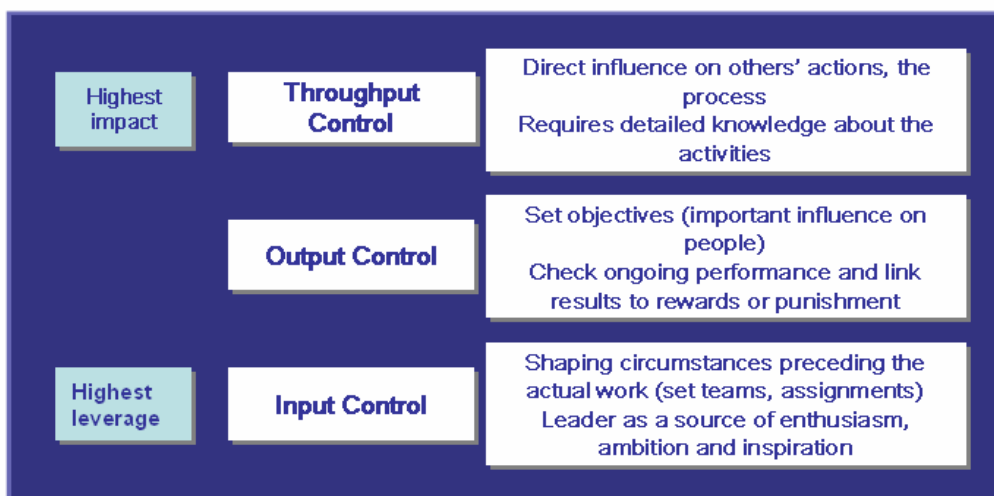 Highest
impact
Throughput
Control
Direct influence on others' actions, the
process
Requires detailed knowledge about the
activities
Output Control
Set objectives (important influence on
people)
Check ongoing performance and link
results to rewards or punishment
Highest
leverage
Input Control
Shaping circumstances preceding the
actual work (set teams, assignments)
Leader as a source of enthusiasm,
ambition and inspiration